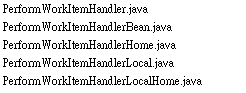 PerformWorkItemHandler.java
PerformWorkItemHandlerBean.java
PerformWorkItemHandlerHome.java
PerformWorkItemHandlerLocal.java
PerformWorkItemHandlerLocalHome.java